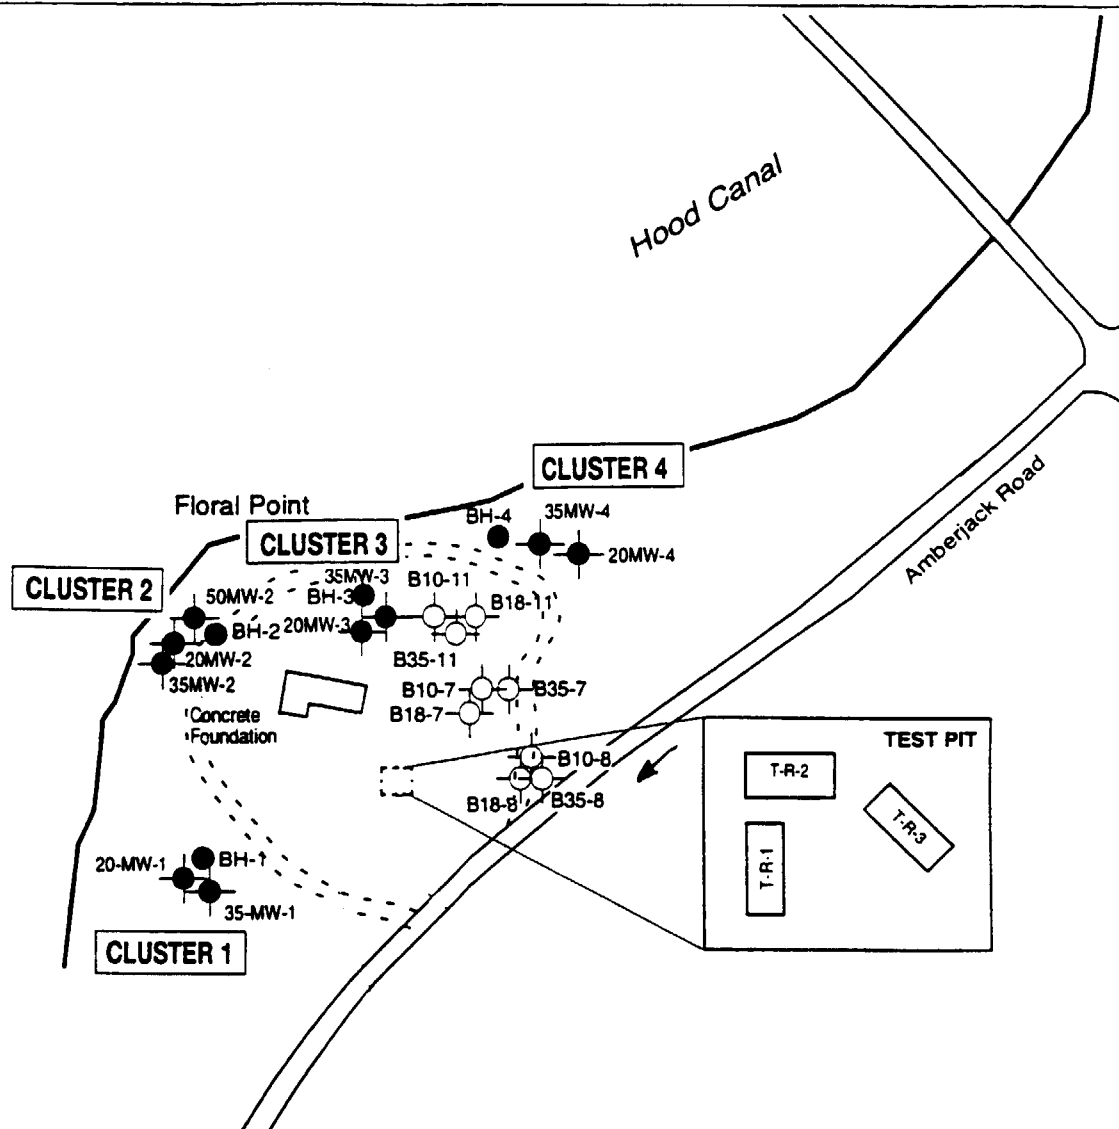 Hood Canal
CLUSTER 4
Amberjack Road
Floral Point
BH-4
35MW-4
CLUSTER 3
20MW-4
CLUSTER 2
35MW-3
B10-11
50MW-2
BH-3
B18-11
BH-2
20MW-3
20MW-2
B35-11
35MW-2
B10-7
B35-7
B18-7
Concrete
Foundation
TEST PIT
B10-8
T-R-2
B18-8
B35-8
T-R-3
T-R-1
BH-1
20-MW-1
35-MW-1
CLUSTER 1